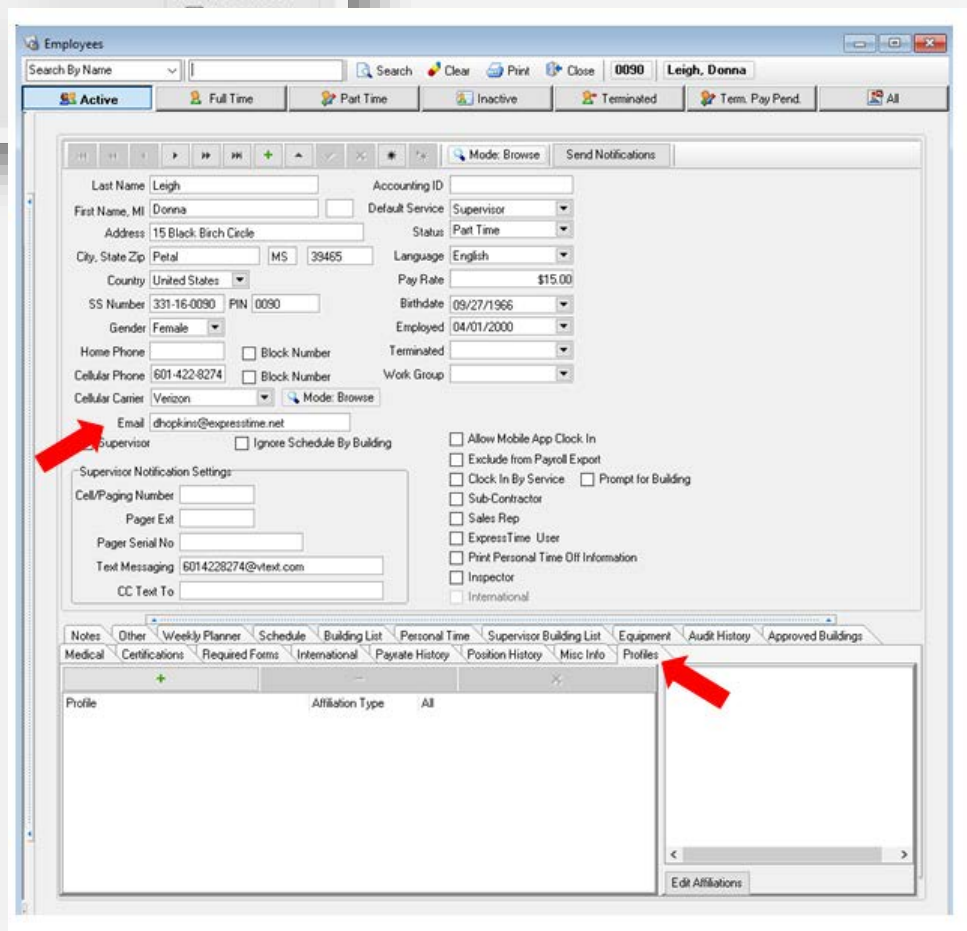 Employees
Search By Name Search Clear Print Close 0090 Leigh, Donna
Active Full Time Part Time Inactive Terminated Term. Pay Pend. All
Mode: Browse Send Notifications
Last Name Leigh Accounting ID
First Name, MI Donna Default Service Supervisor
Address 15 Black Birch Circle Status Part Time
City, State Zip Petal MS 39465 Language English
Country United States Pay Rate $15.00
SS Number 331-16-0090 PIN 0090 Birthdate 09/27/1966
Gender Female Employed 04/01/2000
Home Phone Block Number Terminated
Cellular Phone 601-422-8274 Block Number Work Group
Cellular Carrier Verizon Mode: Browse
Email dhopkins@expresstime.net
Supervisor Ignore Schedule By Building Allow Mobile App Clock In
Exclude from Payroll Export
Supervisor Notification Settings Clock In By Service Prompt for Building
Cell/Paging Number Sub-Contractor
Pager Ext Sales Rep
Pager Serial No ExpressTime User
Text Messaging 6014228274@vtext.com Print Personal Time Off Information
CC Text To Inspector
International
Notes Other Weekly Planner Schedule Building List Personal Time Supervisor Building List Equipment Audit History Approved Buildings
Medical Certifications Required Forms International Payrate History Position History Misc Info Profiles
Profile Affiliation Type All
Edit Affiliations